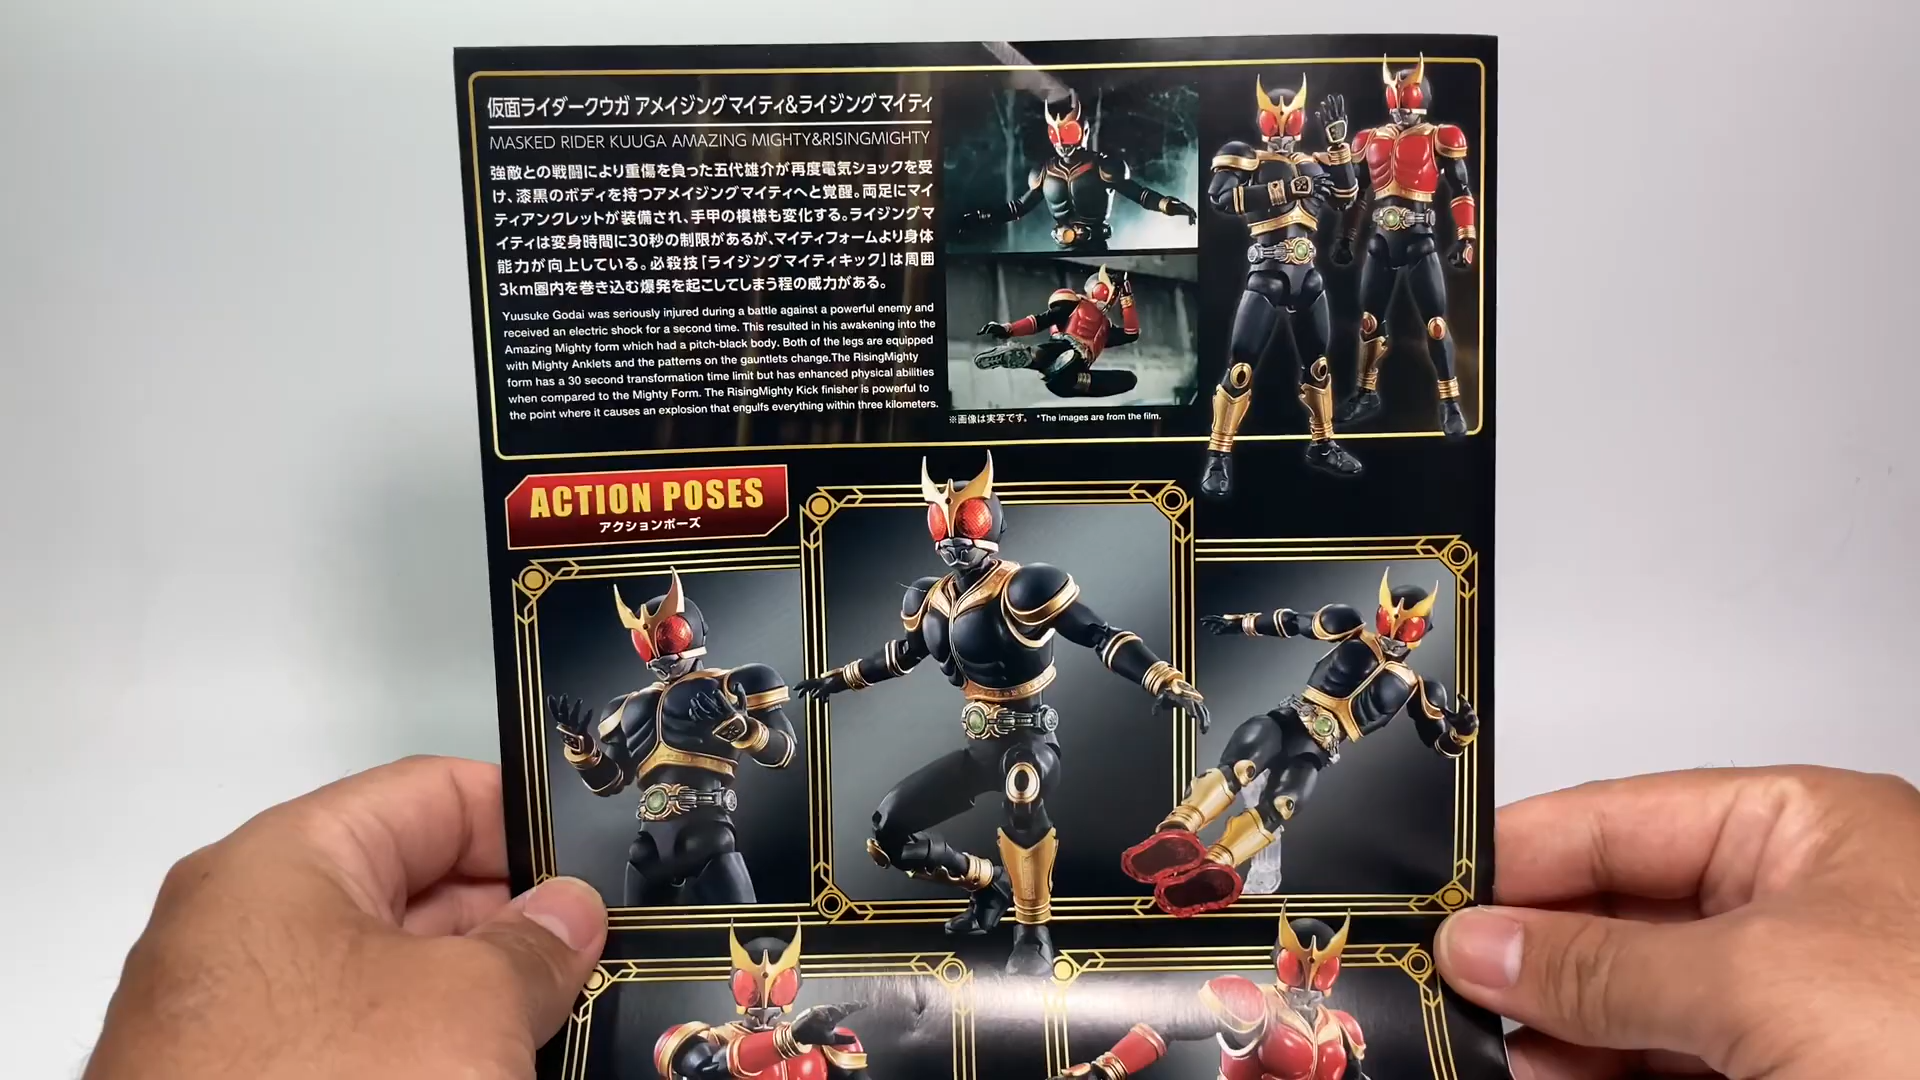 仮面ライダークウガ アメイジングマイティ&ライジングマイティ
MASKED RIDER KUUGA AMAZING MIGHTY&RISINGMIGHTY
強敵との戦闘により重傷を負った五代雄介が再度電気ショックを受
け、漆黒のボディを持つアメイジングマイティへと覚醒。両足にマイ
ティアンクレットが装備され、手甲の模様も変化する。ライジングマ
イティは変身時間に30秒の制限があるが、マイティフォームより身体
能力が向上している。必殺技「ライジングマイティキック」は周囲
3km圏内を巻き込む爆発を起こしてしまう程の威力がある。
Yuusuke Godai was seriously injured during a battle against a powerful enemy and
received an electric shock for a second time. This resulted in his awakening into the
Amazing Mighty form which had a pitch-black body. Both of the legs are equipped
with Mighty Anklets and the patterns on the gauntlets change.The RisingMighty
form has a 30 second transformation time limit but has enhanced physical abilities
when compared to the Mighty Form. The RisingMighty Kick finisher is powerful to
the point where it causes an explosion that engulfs everything within three kilometers.
※画像は実写です。 *The images are from the film.
ACTION POSES
アクションポーズ